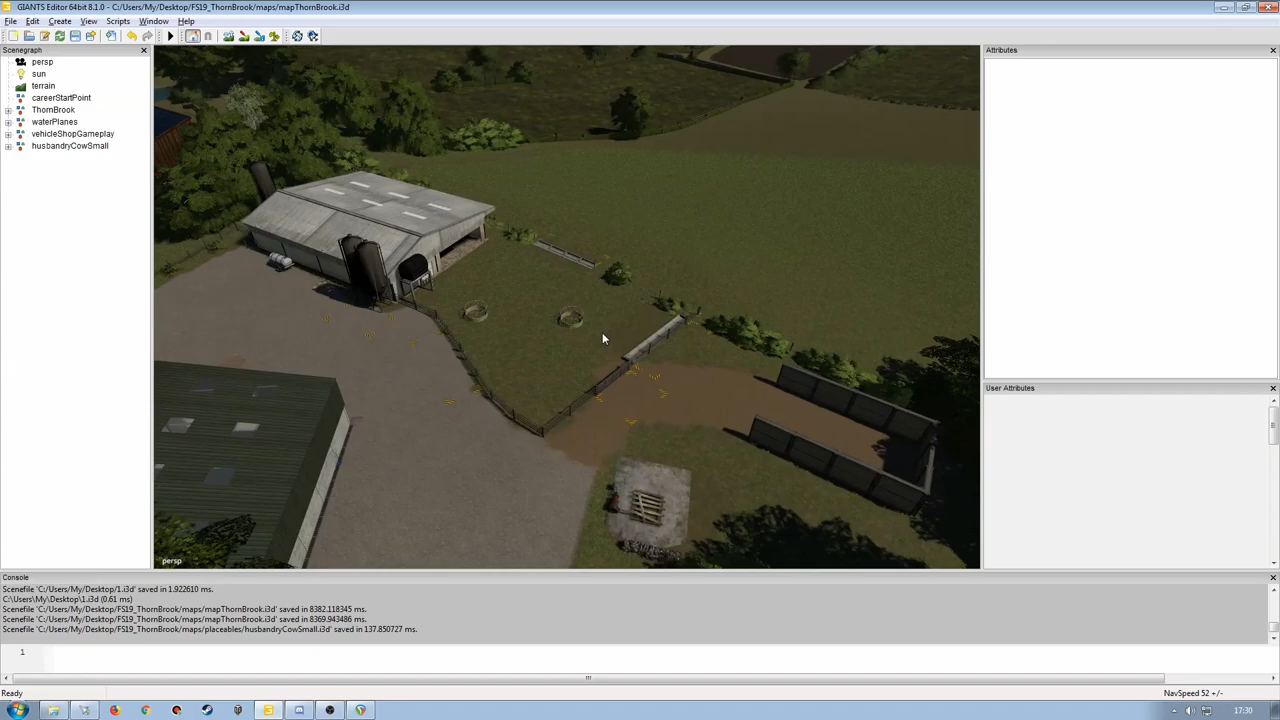 GIANTS Editor 64bit 8.1.0 - C:/Users/My/Desktop/FS19_ThornBrook/maps/mapThornBrook.i3d
File Edit Create View Scripts Window Help
Scenegraph
persp
sun
terrain
careerStartPoint
ThornBrook
waterPlanes
vehicleShopGameplay
husbandryCowSmall
persp
Attributes
User Attributes
Console
Scenefile 'C:/Users/My/Desktop/1.i3d' saved in 1.922610 ms.
C:\Users\My\Desktop\1.i3d (0.61 ms)
Scenefile 'C:/Users/My/Desktop/FS19_ThornBrook/maps/mapThornBrook.i3d' saved in 8382.118345 ms.
Scenefile 'C:/Users/My/Desktop/FS19_ThornBrook/maps/mapThornBrook.i3d' saved in 8369.943486 ms.
Scenefile 'C:/Users/My/Desktop/FS19_ThornBrook/maps/placeables/husbandryCowSmall.i3d' saved in 137.850727 ms.
1
Ready
NavSpeed 52 +/-
17:30